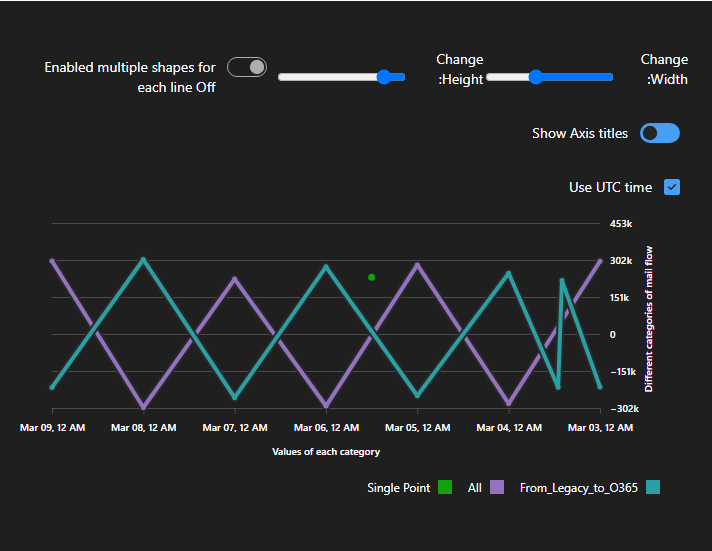 Enabled multiple shapes for
each line Off
Change
:Height
Change
:Width
Show Axis titles
Use UTC time
453k
302k
151k
0
−151k
−302k
Different categories of mail flow
Mar 09, 12 AM
Mar 08, 12 AM
Mar 07, 12 AM
Mar 06, 12 AM
Mar 05, 12 AM
Mar 04, 12 AM
Mar 03, 12 AM
Values of each category
Single Point
All
From_Legacy_to_O365